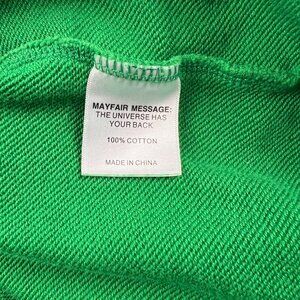 MAYFAIR MESSAGE:
THE UNIVERSE HAS
YOUR BACK
100% COTTON
MADE IN CHINA